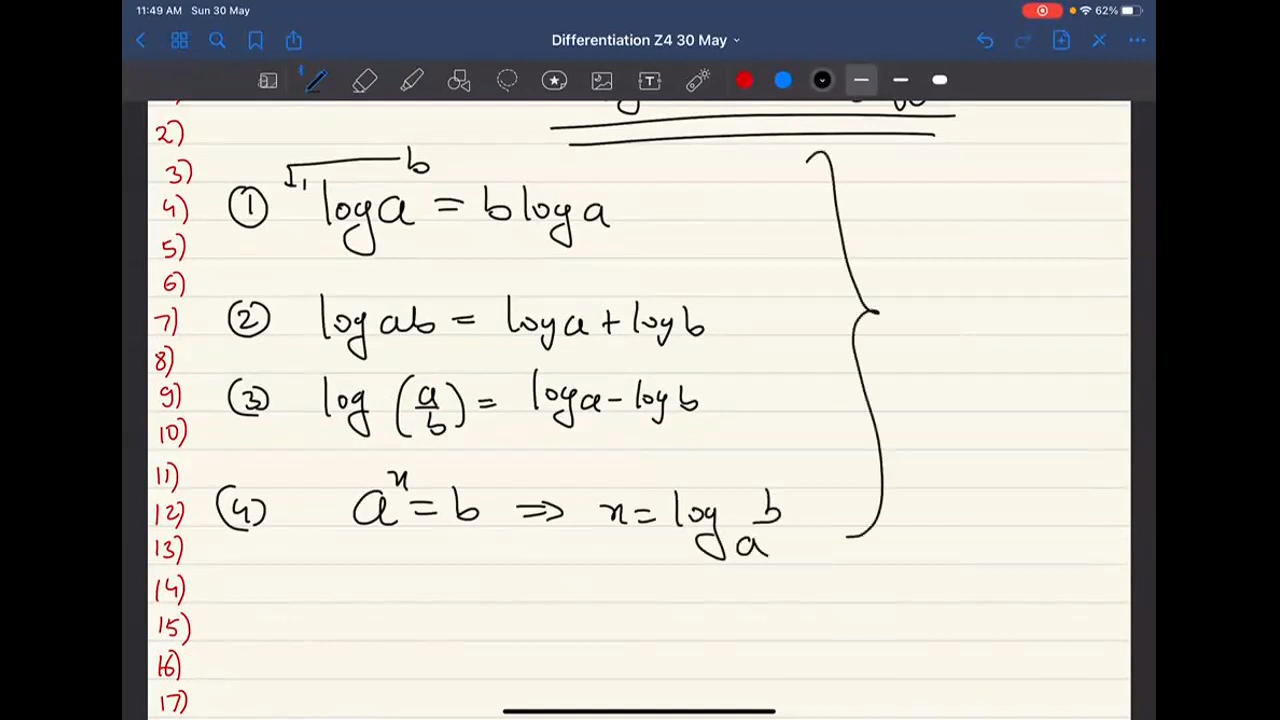 11:49 AM Sun 30 May 62%
Differentiation Z4 30 May
2)
3)
4) ① log a^b = b log a
5)
6)
7) ② log ab = log a + log b
8)
9) ③ log (a/b) = log a - log b
10)
11)
12) (4) a^x = b ⇒ x = log_a b
13)
14)
15)
16)
17)